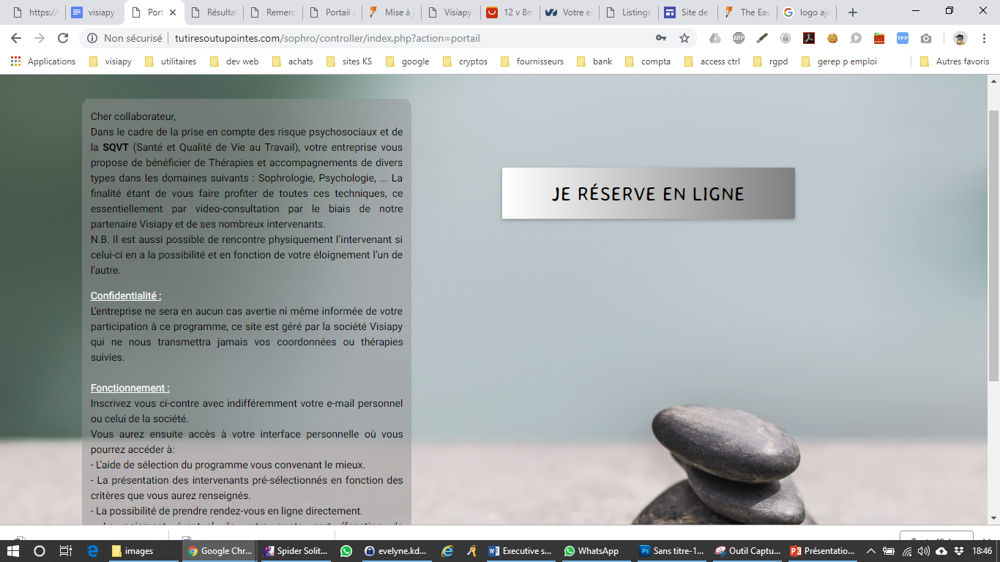 https://
visiapy
Port
Résultat
Remerc
Portail c
Mise à j
Visiapy
12 v 8m
Votre es
Listings
Site de
The Eas
logo ajo
Non sécurisé | tutiresoutupointes.com/sophro/controller/index.php?action=portail
ABP
TFF
Applications
visiapy
utilitaires
dev web
achats
sites KS
google
cryptos
fournisseurs
bank
compta
access ctrl
rgpd
gerep p emploi
Autres favoris
Cher collaborateur,
Dans le cadre de la prise en compte des risque psychosociaux et de
la SQVT (Santé et Qualité de Vie au Travail), votre entreprise vous
propose de bénéficier de Thérapies et accompagnements de divers
types dans les domaines suivants : Sophrologie, Psychologie, ... La
finalité étant de vous faire profiter de toutes ces techniques, ce
essentiellement par video-consultation par le biais de notre
partenaire Visiapy et de ses nombreux intervenants.
N.B. Il est aussi possible de rencontre physiquement l'intervenant si
celui-ci en a la possibilité et en fonction de votre éloignement l'un de
l'autre.
Confidentialité :
L'entreprise ne sera en aucun cas avertie ni même informée de votre
participation à ce programme, ce site est géré par la société Visiapy
qui ne nous transmettra jamais vos coordonnées ou thérapies
suivies.
Fonctionnement :
Inscrivez vous ci-contre avec indifféremment votre e-mail personnel
ou celui de la société.
Vous aurez ensuite accès à votre interface personnelle où vous
pourrez accéder à:
- L'aide de sélection du programme vous convenant le mieux.
- La présentation des intervenants pré-sélectionnés en fonction des
critères que vous aurez renseignés.
- La possibilité de prendre rendez-vous en ligne directement.
JE RÉSERVE EN LIGNE
images
Google Chr...
Spider Solit...
evelyne.kd...
Executive s...
WhatsApp
Sans titre-1...
Outil Captu...
Présentatio...
18:46